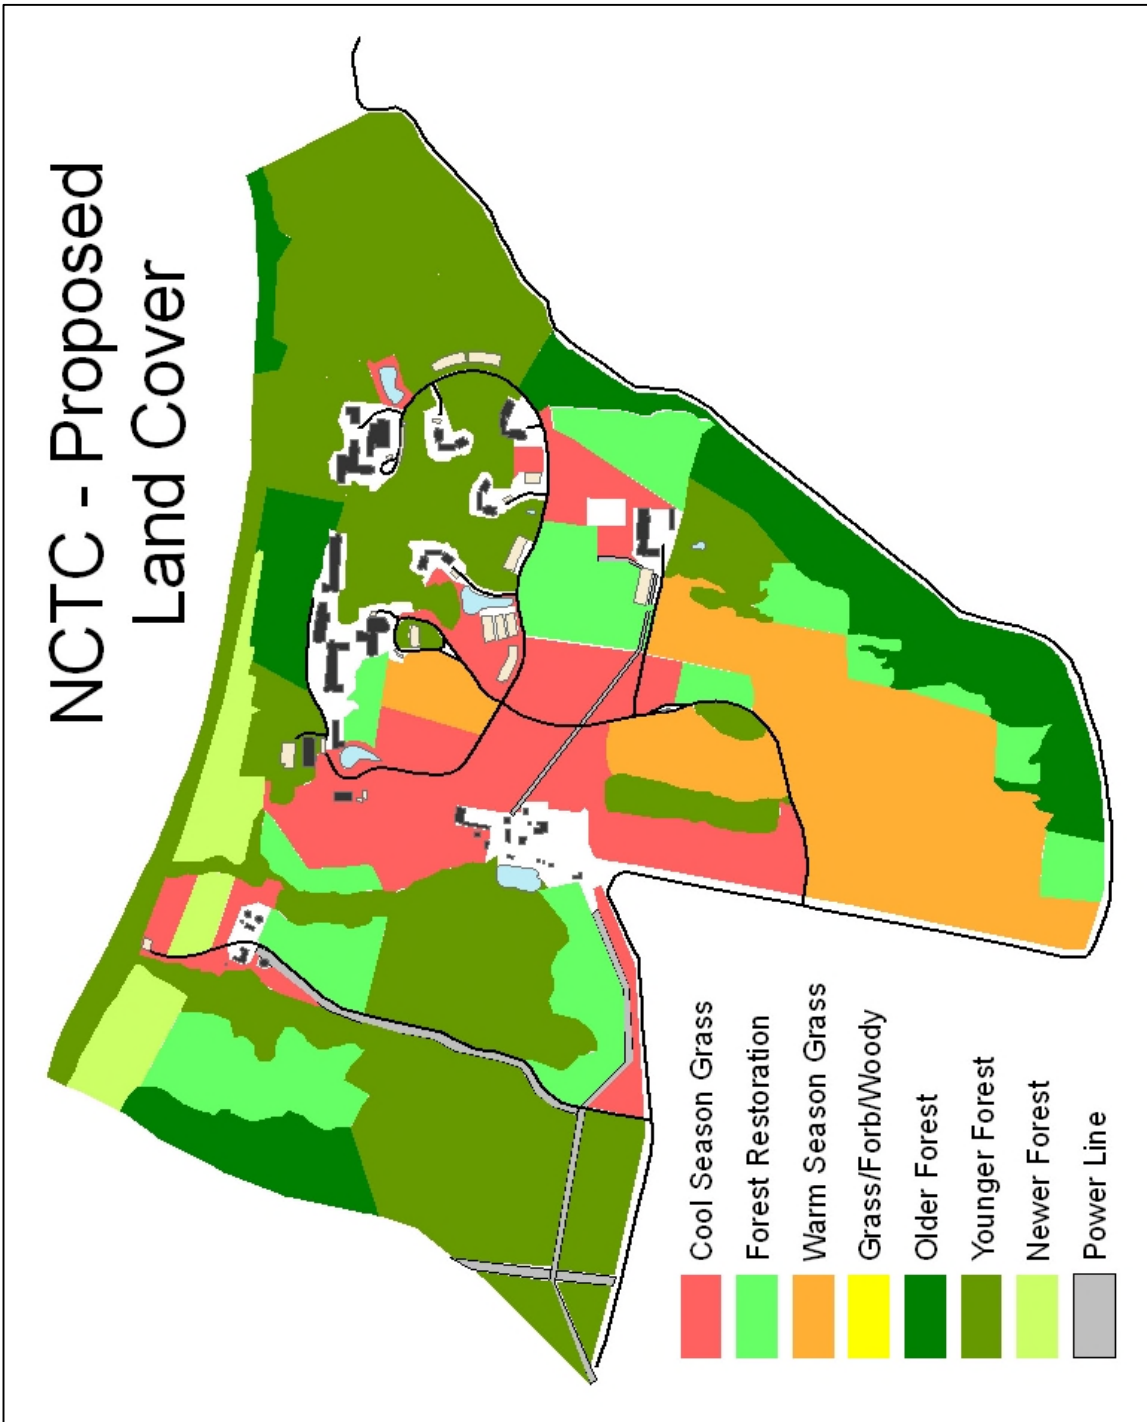 NCTC - Proposed
Land Cover
Cool Season Grass
Forest Restoration
Warm Season Grass
Grass/Forb/Woody
Older Forest
Younger Forest
Newer Forest
Power Line